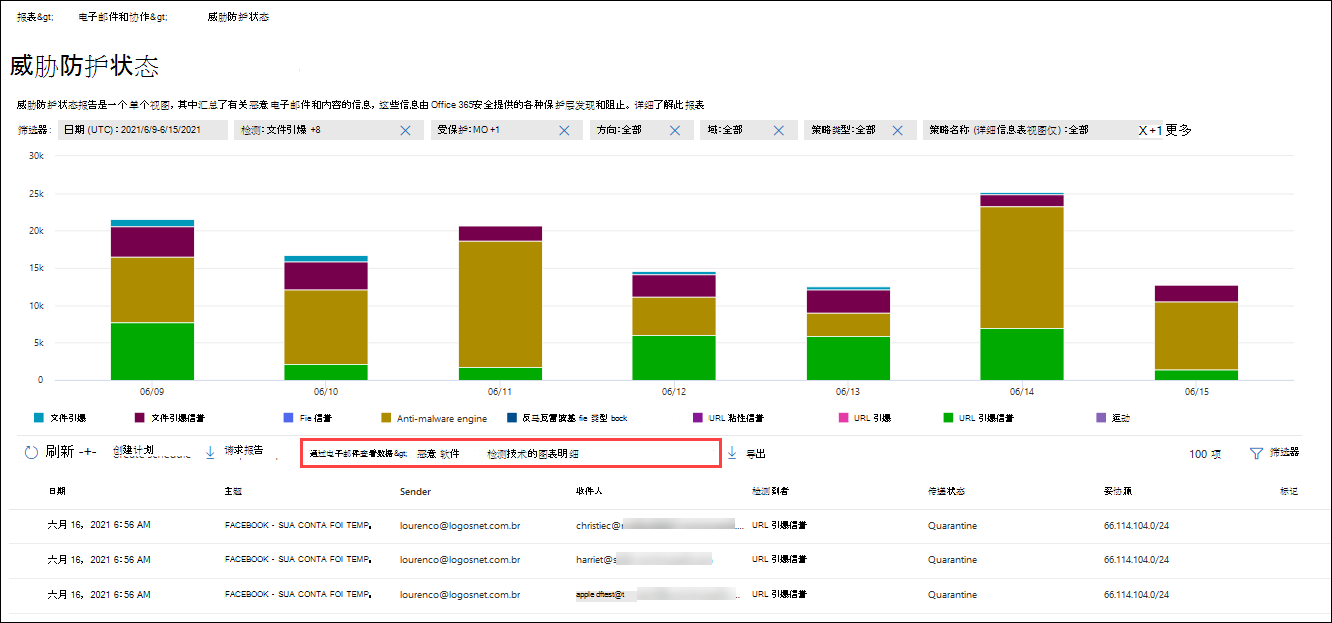 报表&gt; 电子邮件和协作&gt; 威胁防护状态
威胁防护状态
威胁防护状态报告是一个单个视图，其中汇总了有关恶意电子邮件和内容的信息，这些信息由 Office 365安全提供的各种保护层发现和阻止。详细了解此报表
筛选器: 日期 (UTC)：2021/6/9-6/15/2021 检测:文件引爆 +8 受保护:MO +1 方向:全部 域:全部 策略类型:全部 策略名称 (详细信息表视图仅) :全部 X +1 更多
30k
25k
20k
15k
10k
5k
0
06/09 06/10 06/11 06/12 06/13 06/14 06/15
文件引爆 文件引爆信誉 Fie 信誉 Anti-malware engine 反马瓦雷波基 fie 类型 bock URL 粘性信誉 URL 引爆 URL 引爆信誉 运动
刷新 -+- 创建计划 请求报告 通过电子邮件查看数据&gt; 恶意 软件 检测技术的图表明细 导出 100 项 筛选器
日期 主题 Sender 收件人 检测到者 传递状态 妥协源 标记
六月 16，2021 6:56 AM FACEBOOK - SUA CONTA FOI TEMP。 lourenco@logosnet.com.br christiec@ ... URL 引爆信誉 Quarantine 66.114.104.0/24
六月 16，2021 6:56 AM FACEBOOK - SUA CONTA FOI TEMP。 lourenco@logosnet.com.br harriet@s URL 引爆信誉 Quarantine 66.114.104.0/24
六月 16，2021 6:56 AM FACEBOOK - SUA CONTA FOI TEMP。 lourenco@logosnet.com.br apple dftest@t .. URL 引爆信誉 Quarantine 66.114.104.0/24